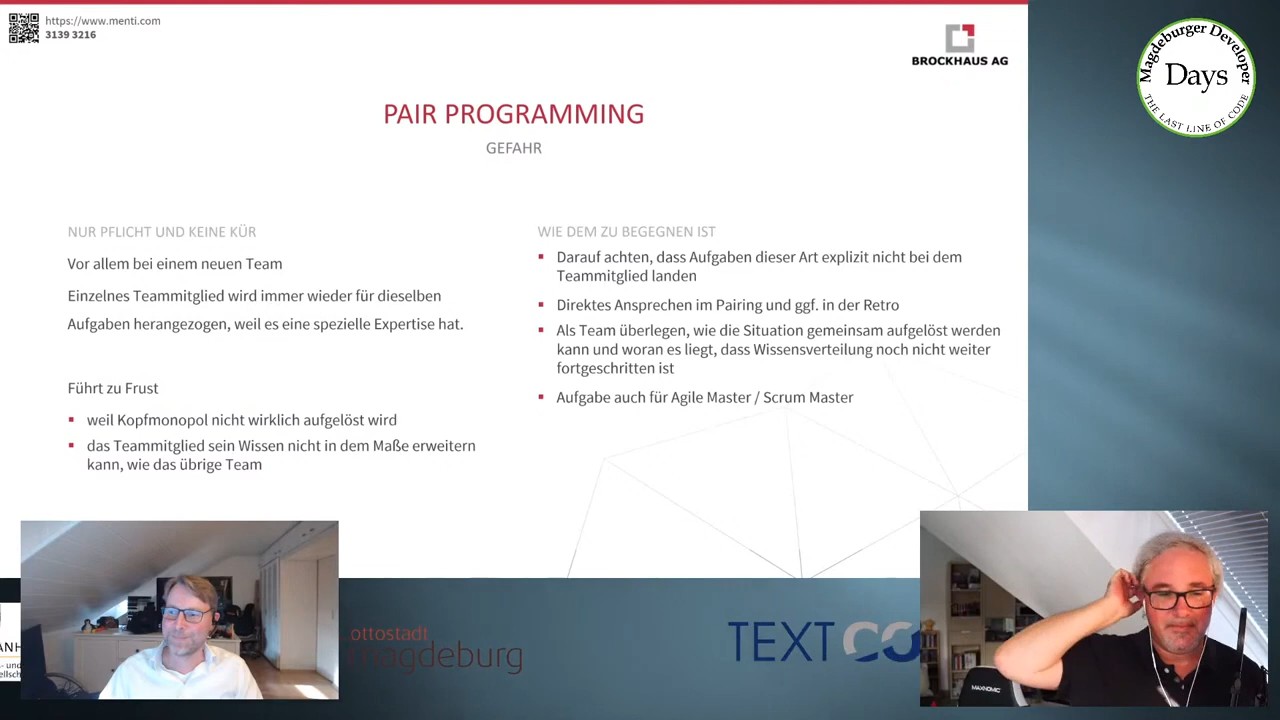 https://www.menti.com
3139 3216
BROCKHAUS AG
Magdeburger Developer
Days
THE LAST LINE OF CODE
PAIR PROGRAMMING
GEFAHR
NUR PFLICHT UND KEINE KÜR
Vor allem bei einem neuen Team
Einzelnes Teammitglied wird immer wieder für dieselben
Aufgaben herangezogen, weil es eine spezielle Expertise hat.
Führt zu Frust
▪ weil Kopfmonopol nicht wirklich aufgelöst wird
▪ das Teammitglied sein Wissen nicht in dem Maße erweitern
kann, wie das übrige Team
WIE DEM ZU BEGEGNEN IST
▪ Darauf achten, dass Aufgaben dieser Art explizit nicht bei dem
Teammitglied landen
▪ Direktes Ansprechen im Pairing und ggf. in der Retro
▪ Als Team überlegen, wie die Situation gemeinsam aufgelöst werden
kann und woran es liegt, dass Wissensverteilung noch nicht weiter
fortgeschritten ist
▪ Aufgabe auch für Agile Master / Scrum Master
ottostadt
magdeburg
TEXT CO
MAXNOMIC